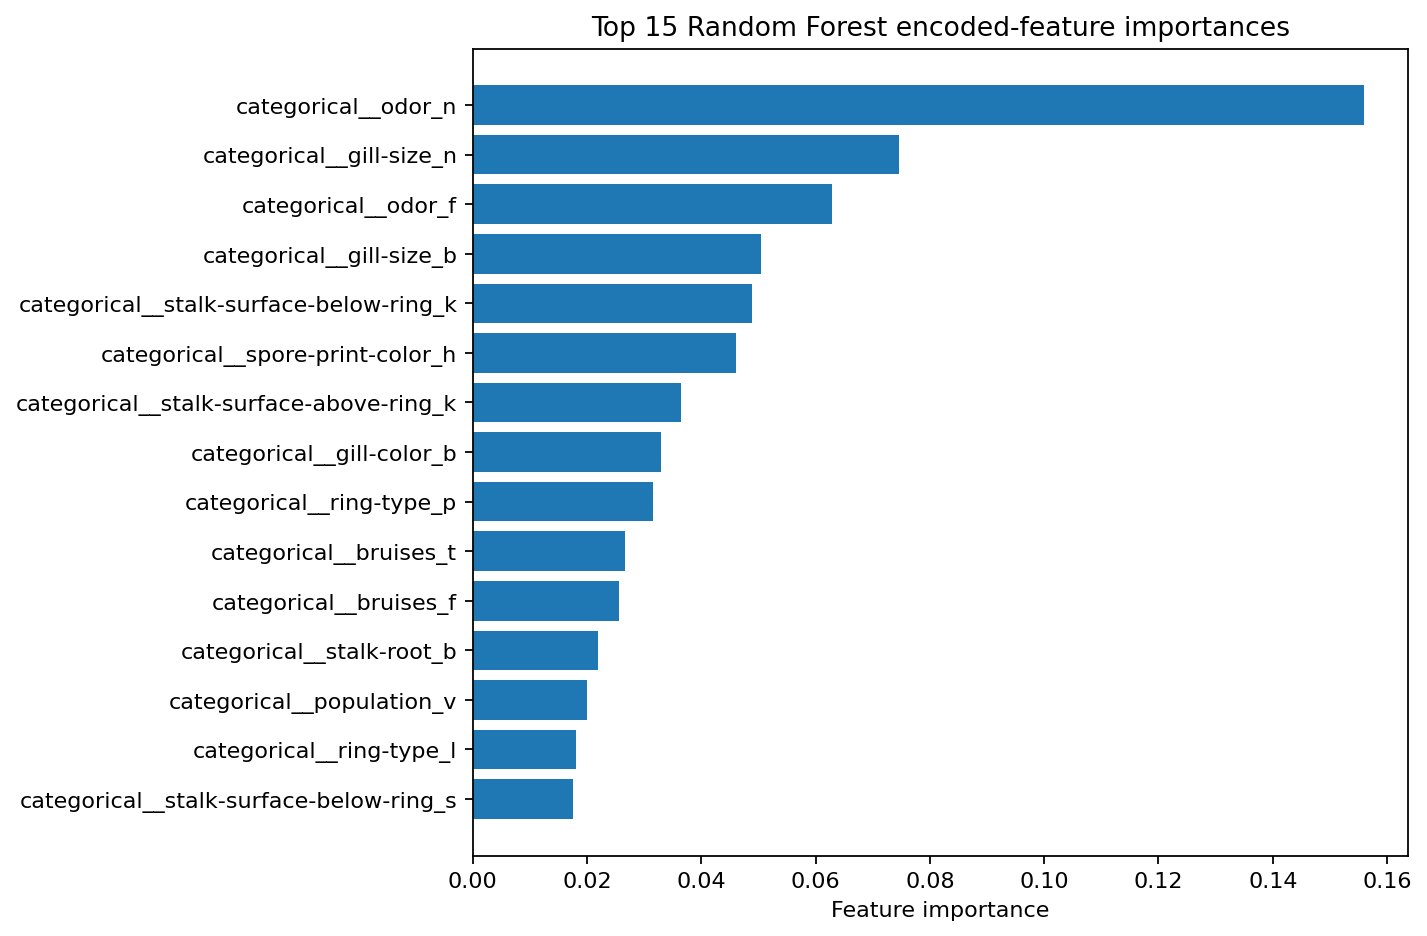 Top 15 Random Forest encoded-feature importances
categorical__odor_n
categorical__gill-size_n
categorical__odor_f
categorical__gill-size_b
categorical__stalk-surface-below-ring_k
categorical__spore-print-color_h
categorical__stalk-surface-above-ring_k
categorical__gill-color_b
categorical__ring-type_p
categorical__bruises_t
categorical__bruises_f
categorical__stalk-root_b
categorical__population_v
categorical__ring-type_l
categorical__stalk-surface-below-ring_s
0.00 0.02 0.04 0.06 0.08 0.10 0.12 0.14 0.16
Feature importance